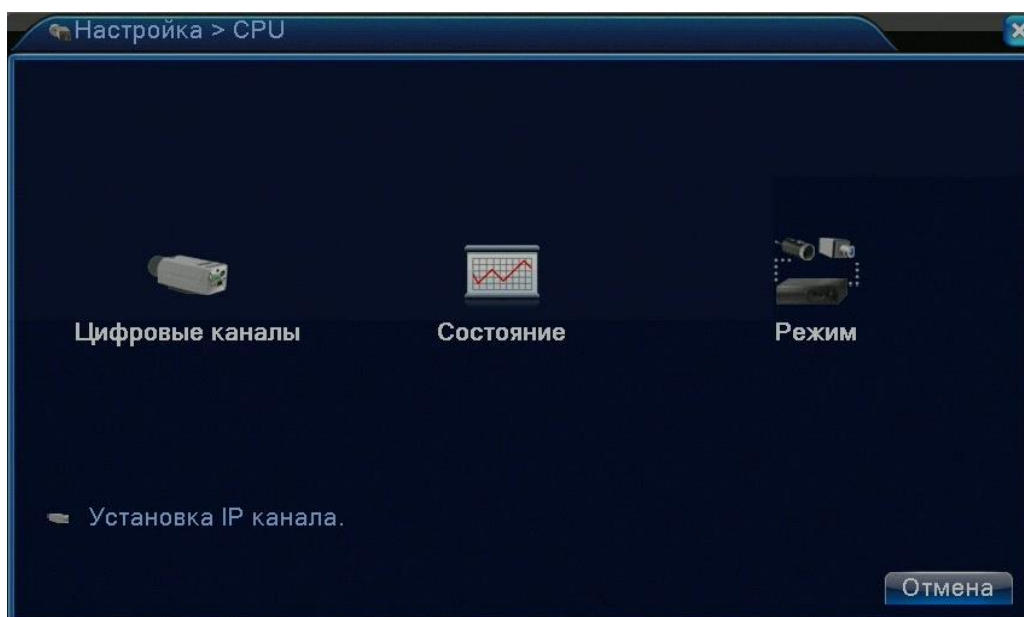 Настройка > CPU
Цифровые каналы
Состояние
Режим
Установка IP канала.
Отмена